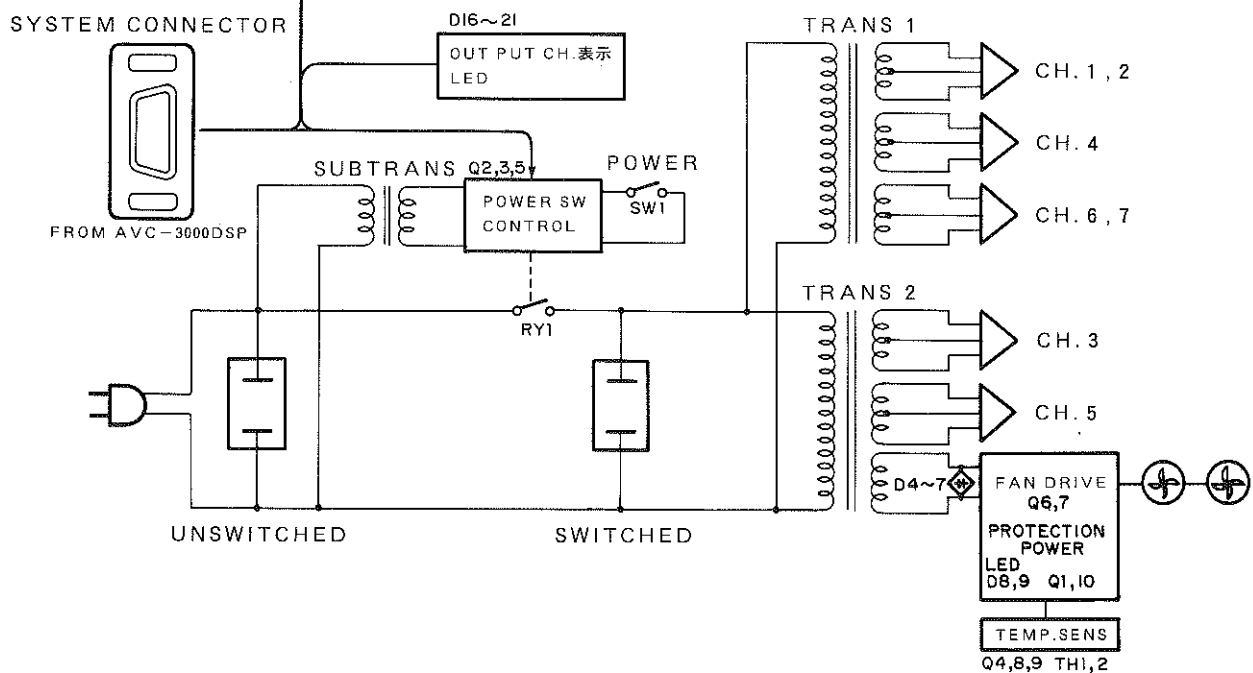 SYSTEM CONNECTOR
FROM AVC-3000DSP
D16~21
OUT PUT CH.表示
LED
SUBTRANS
Q2,3,5
POWER SW
CONTROL
POWER
SW1
RY1
UNSWITCHED
SWITCHED
TRANS 1
CH.1,2
CH.4
CH.6,7
TRANS 2
CH.3
CH.5
D4~7
FAN DRIVE
Q6,7
PROTECTION
POWER
LED
D8,9 Q1,10
TEMP.SENS
Q4,8,9 TH1,2